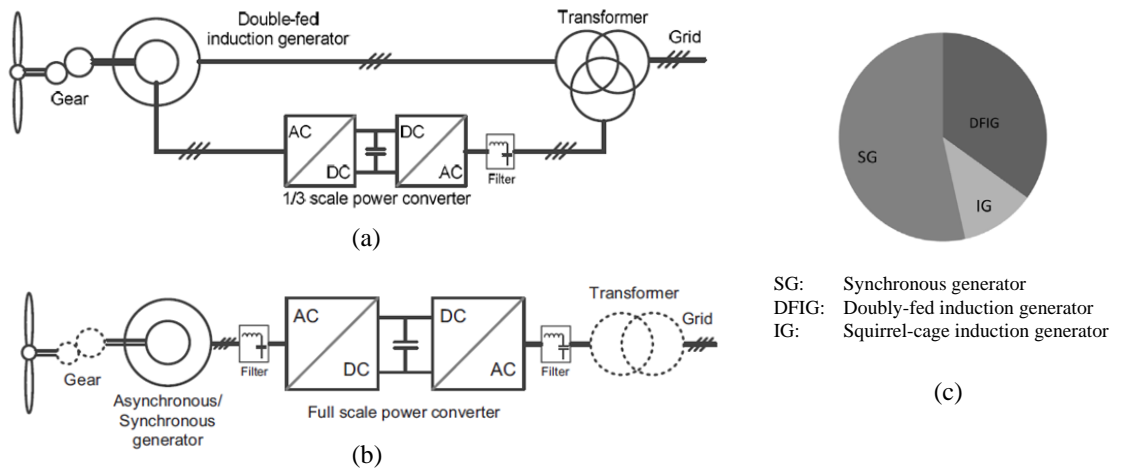 Double-fed
induction generator
Transformer
Grid
Gear
AC
DC
DC
AC
Filter
1/3 scale power converter
(a)
Transformer
Grid
AC
DC
DC
AC
Gear
Filter
Filter
Asynchronous/
Synchronous
generator
Full scale power converter
(b)
DFIG
SG
IG
SG: Synchronous generator
DFIG: Doubly-fed induction generator
IG: Squirrel-cage induction generator
(c)